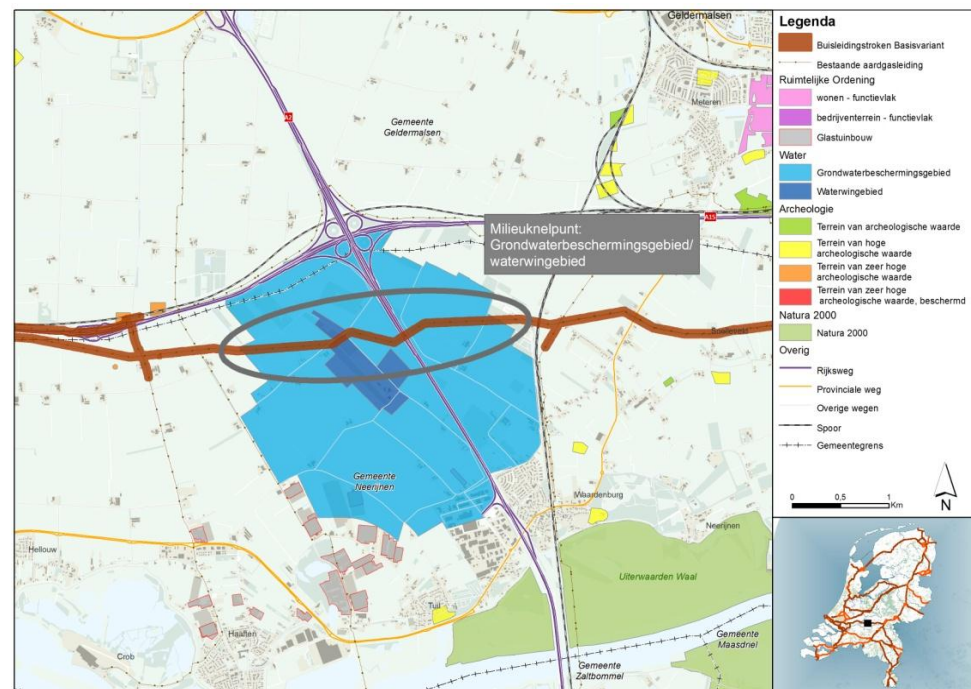 Geldermalsen
Meteren
A2
Gemeente
Geldermalsen
A15
Milieuknelpunt:
Grondwaterbeschermingsgebied/
waterwingebied
Gemeente
Neerijnen
Waardenburg
Neerijnen
Hellouw
Uiterwaarden Waal
Tuil
Haaften
Crob
Gemeente
Maasdriel
Gemeente
Zaltbommel
Legenda
Buisleidingstroken Basisvariant
Bestaande aardgasleiding
Ruimtelijke Ordening
wonen - functievlak
bedrijventerrein - functievlak
Glastuinbouw
Water
Grondwaterbeschermingsgebied
Waterwingebied
Archeologie
Terrein van archeologische waarde
Terrein van hoge
archeologische waarde
Terrein van zeer hoge
archeologische waarde
Terrein van zeer hoge
archeologische waarde, beschermd
Natura 2000
Natura 2000
Overig
Rijksweg
Provinciale weg
Overige wegen
Spoor
Gemeentegrens
0 0,5 1
Km
N